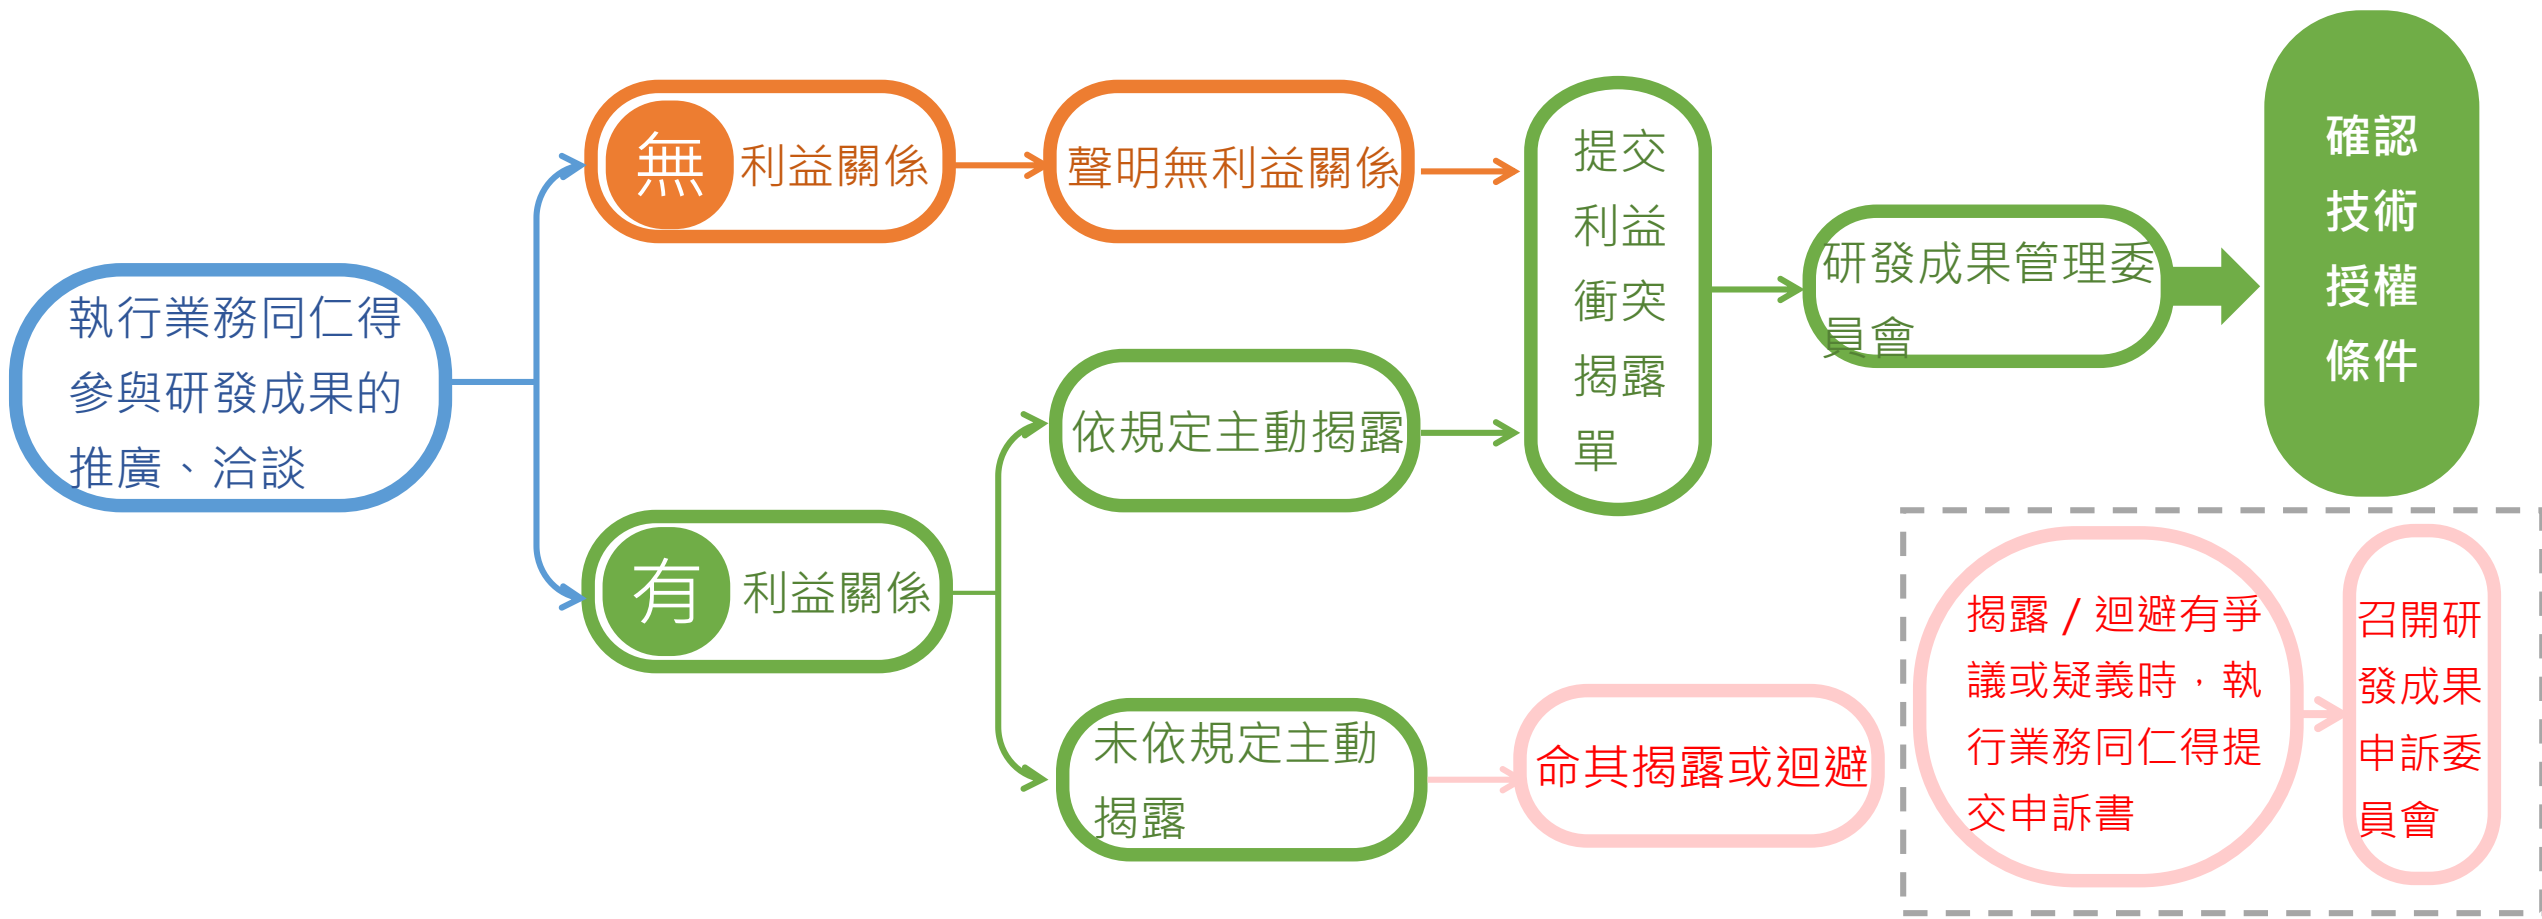 執行業務同仁得
參與研發成果的
推廣、洽談
無 利益關係
聲明無利益關係
有 利益關係
依規定主動揭露
未依規定主動
揭露
提交
利益
衝突
揭露
單
研發成果管理委
員會
確認
技術
授權
條件
命其揭露或迴避
揭露／迴避有爭
議或疑義時，執
行業務同仁得提
交申訴書
召開研
發成果
申訴委
員會